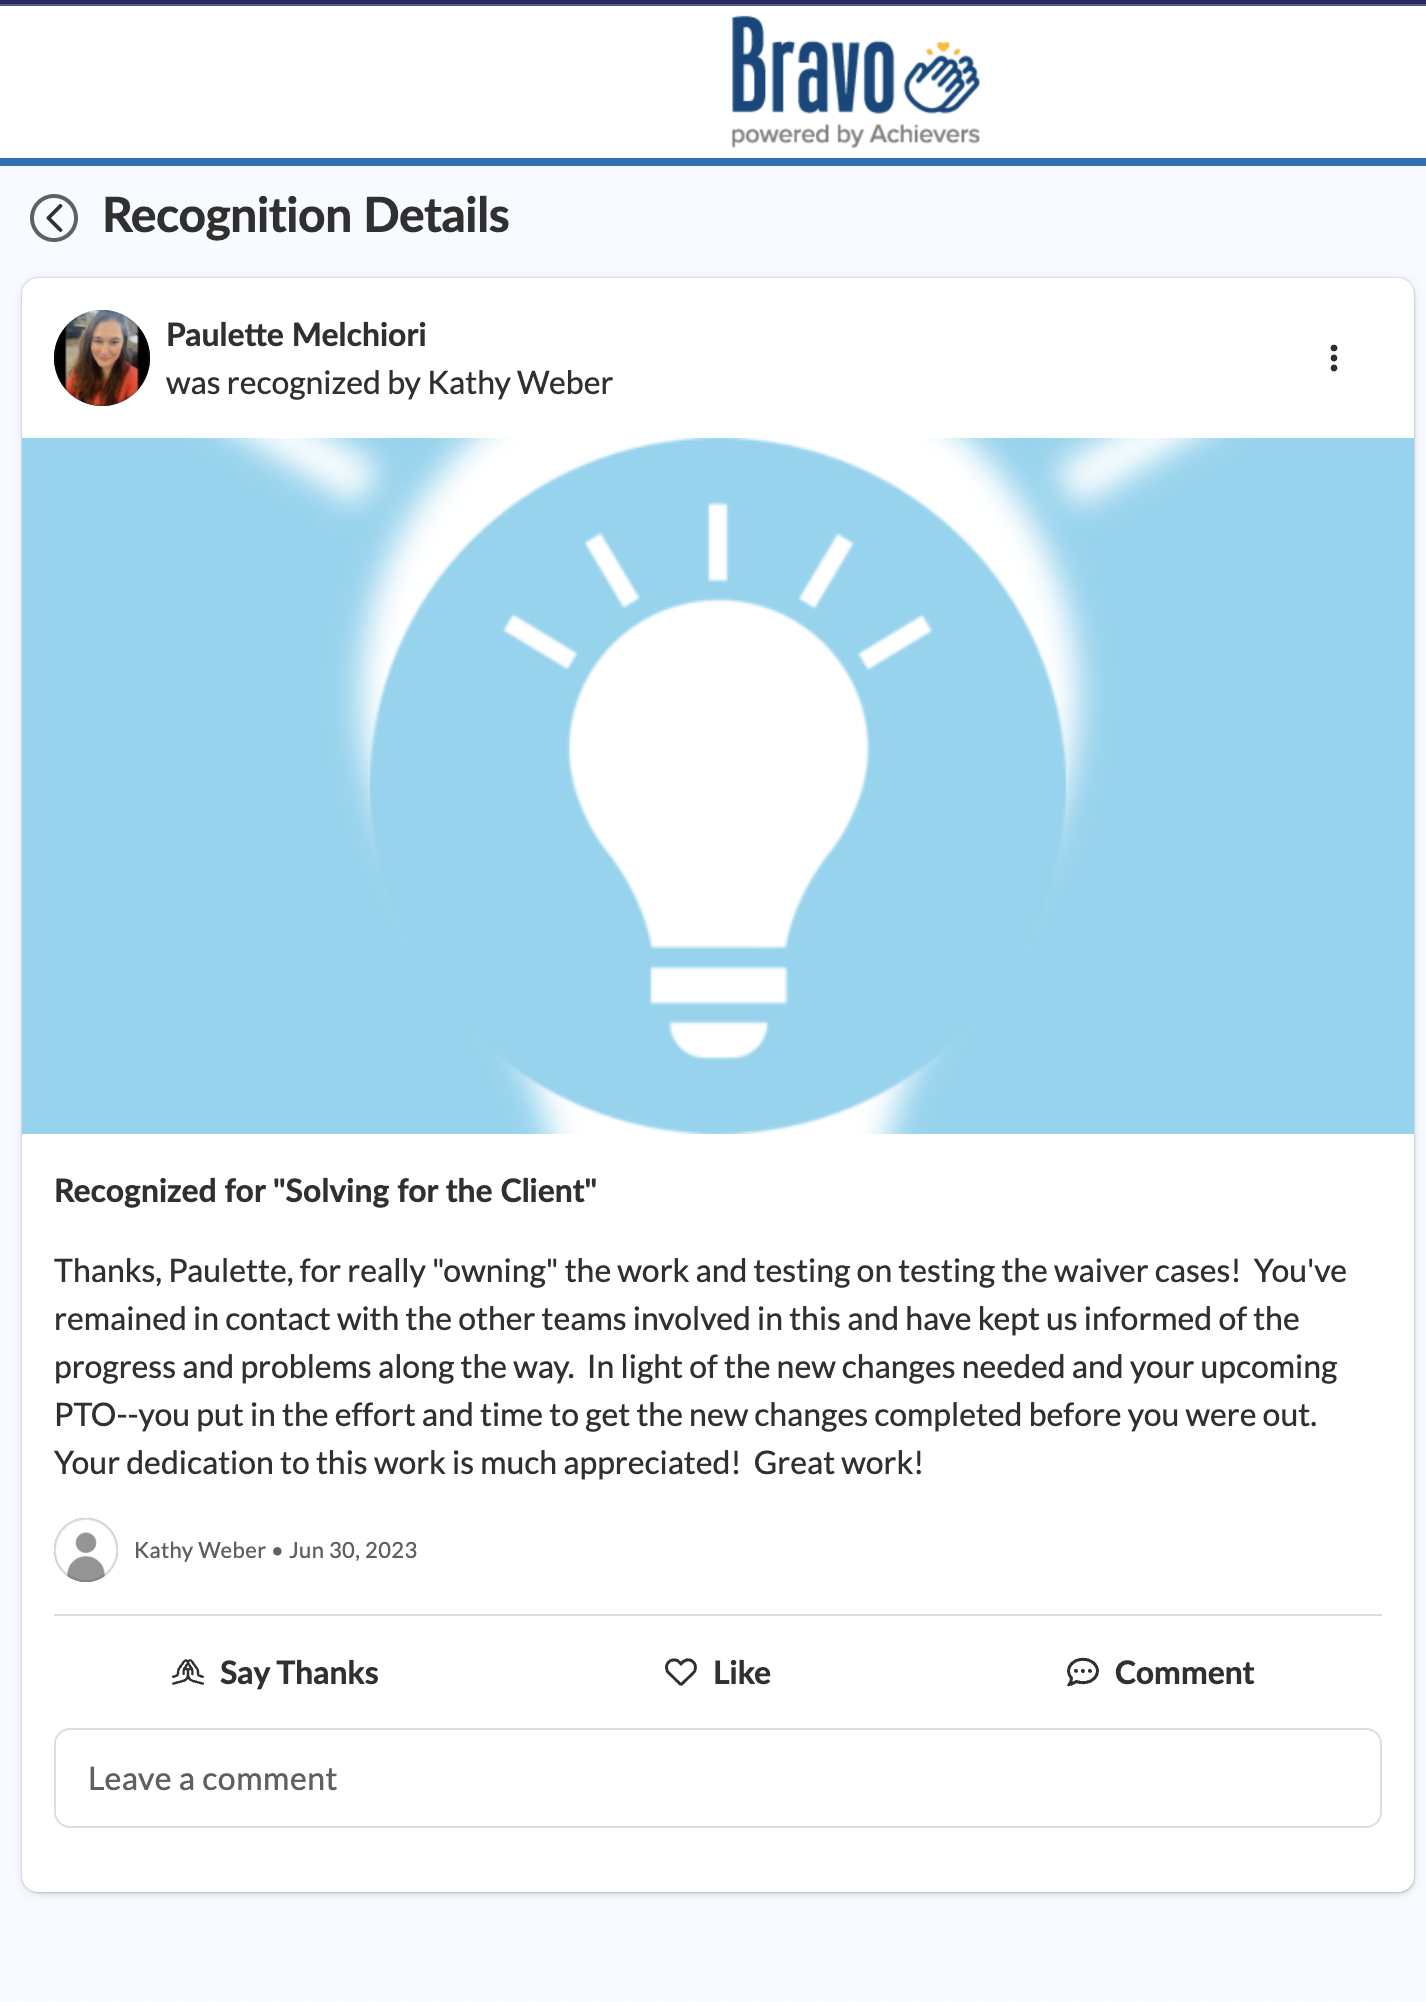 Bravo
powered by Achievers
Recognition Details
Paulette Melchiori
was recognized by Kathy Weber
Recognized for "Solving for the Client"
Thanks, Paulette, for really "owning" the work and testing on testing the waiver cases!  You've
remained in contact with the other teams involved in this and have kept us informed of the
progress and problems along the way.  In light of the new changes needed and your upcoming
PTO--you put in the effort and time to get the new changes completed before you were out.
Your dedication to this work is much appreciated!  Great work!
Kathy Weber • Jun 30, 2023
Say Thanks
Like
Comment
Leave a comment